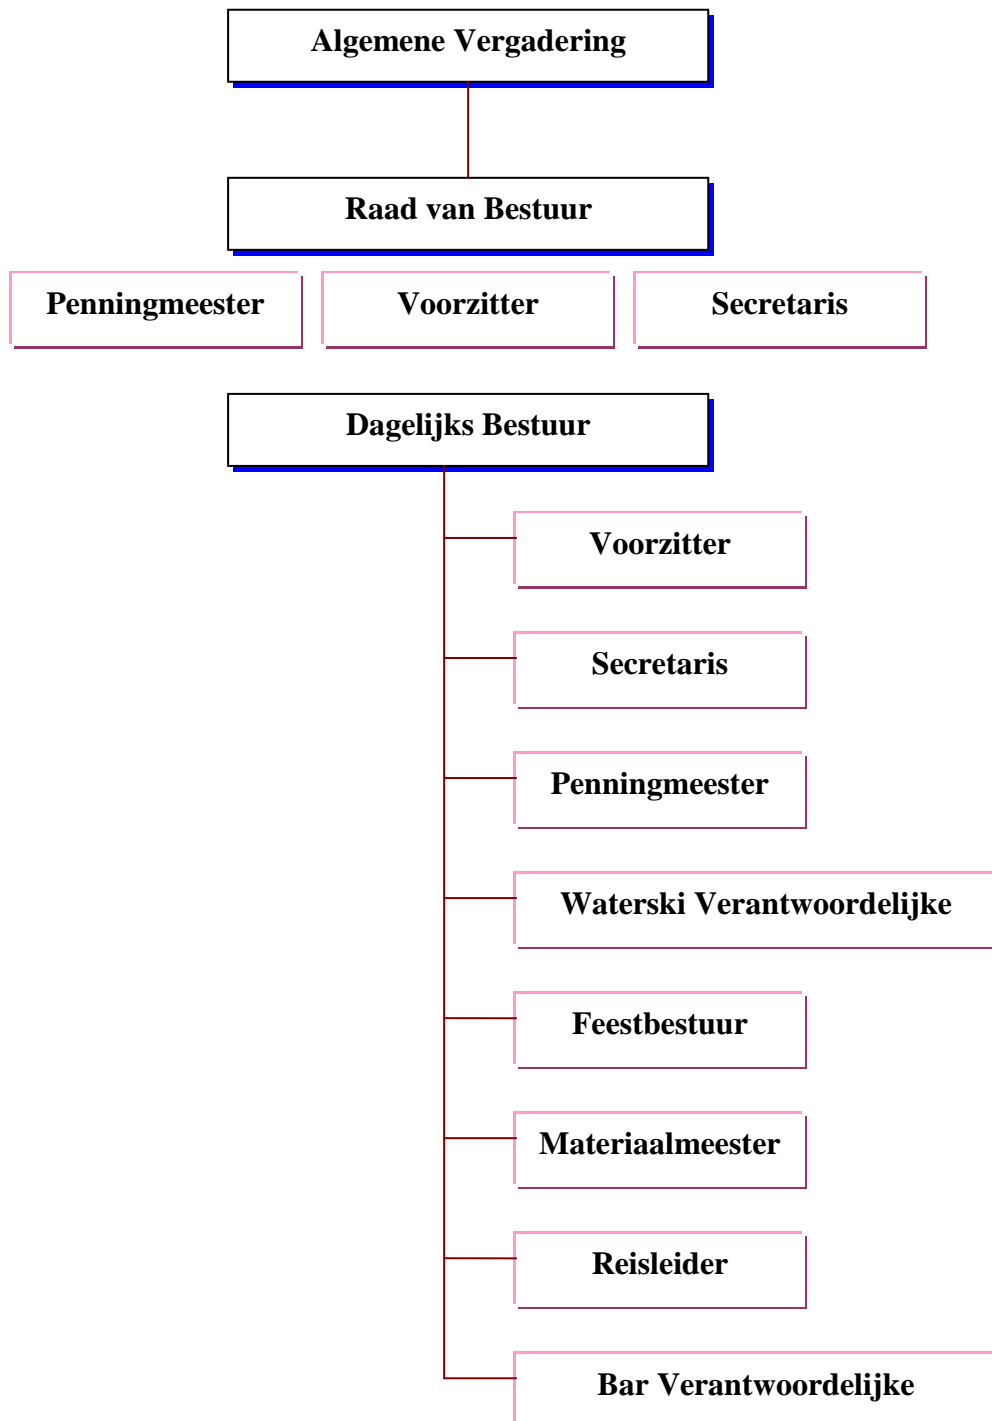 Algemene Vergadering
Raad van Bestuur
Penningmeester
Voorzitter
Secretaris
Dagelijks Bestuur
Voorzitter
Secretaris
Penningmeester
Waterski Verantwoordelijke
Feestbestuur
Materiaalmeester
Reisleider
Bar Verantwoordelijke